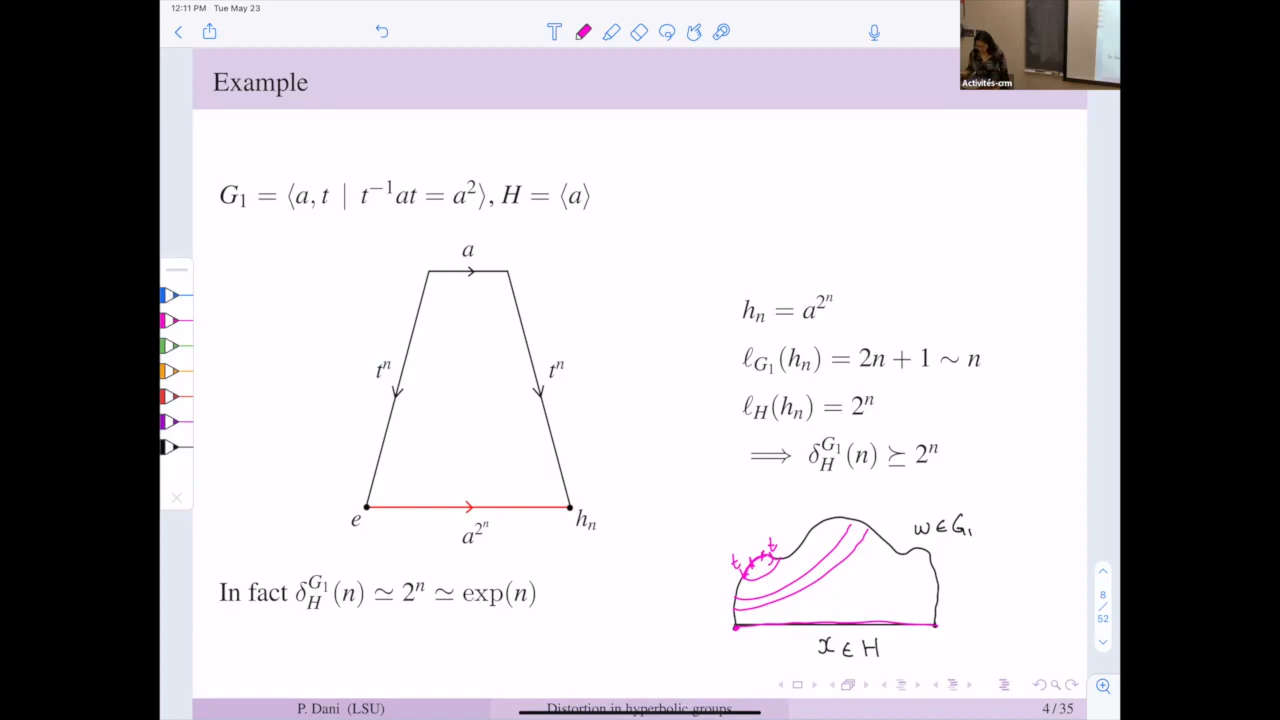 12:11 PM Tue May 23
T
Activités-crm
Example
G₁ = ⟨a, t | t⁻¹at = a²⟩, H = ⟨a⟩
a
tⁿ
tⁿ
e
a^{2ⁿ}
hₙ
hₙ = a^{2ⁿ}
ℓ_{G₁}(hₙ) = 2n + 1 ∼ n
ℓ_H(hₙ) = 2ⁿ
⟹ δ_H^{G₁}(n) ⪰ 2ⁿ
t
t
w ∈ G₁
x ∈ H
In fact δ_H^{G₁}(n) ≃ 2ⁿ ≃ exp(n)
8
/
52
P. Dani (LSU)
Distortion in hyperbolic groups
4 / 35